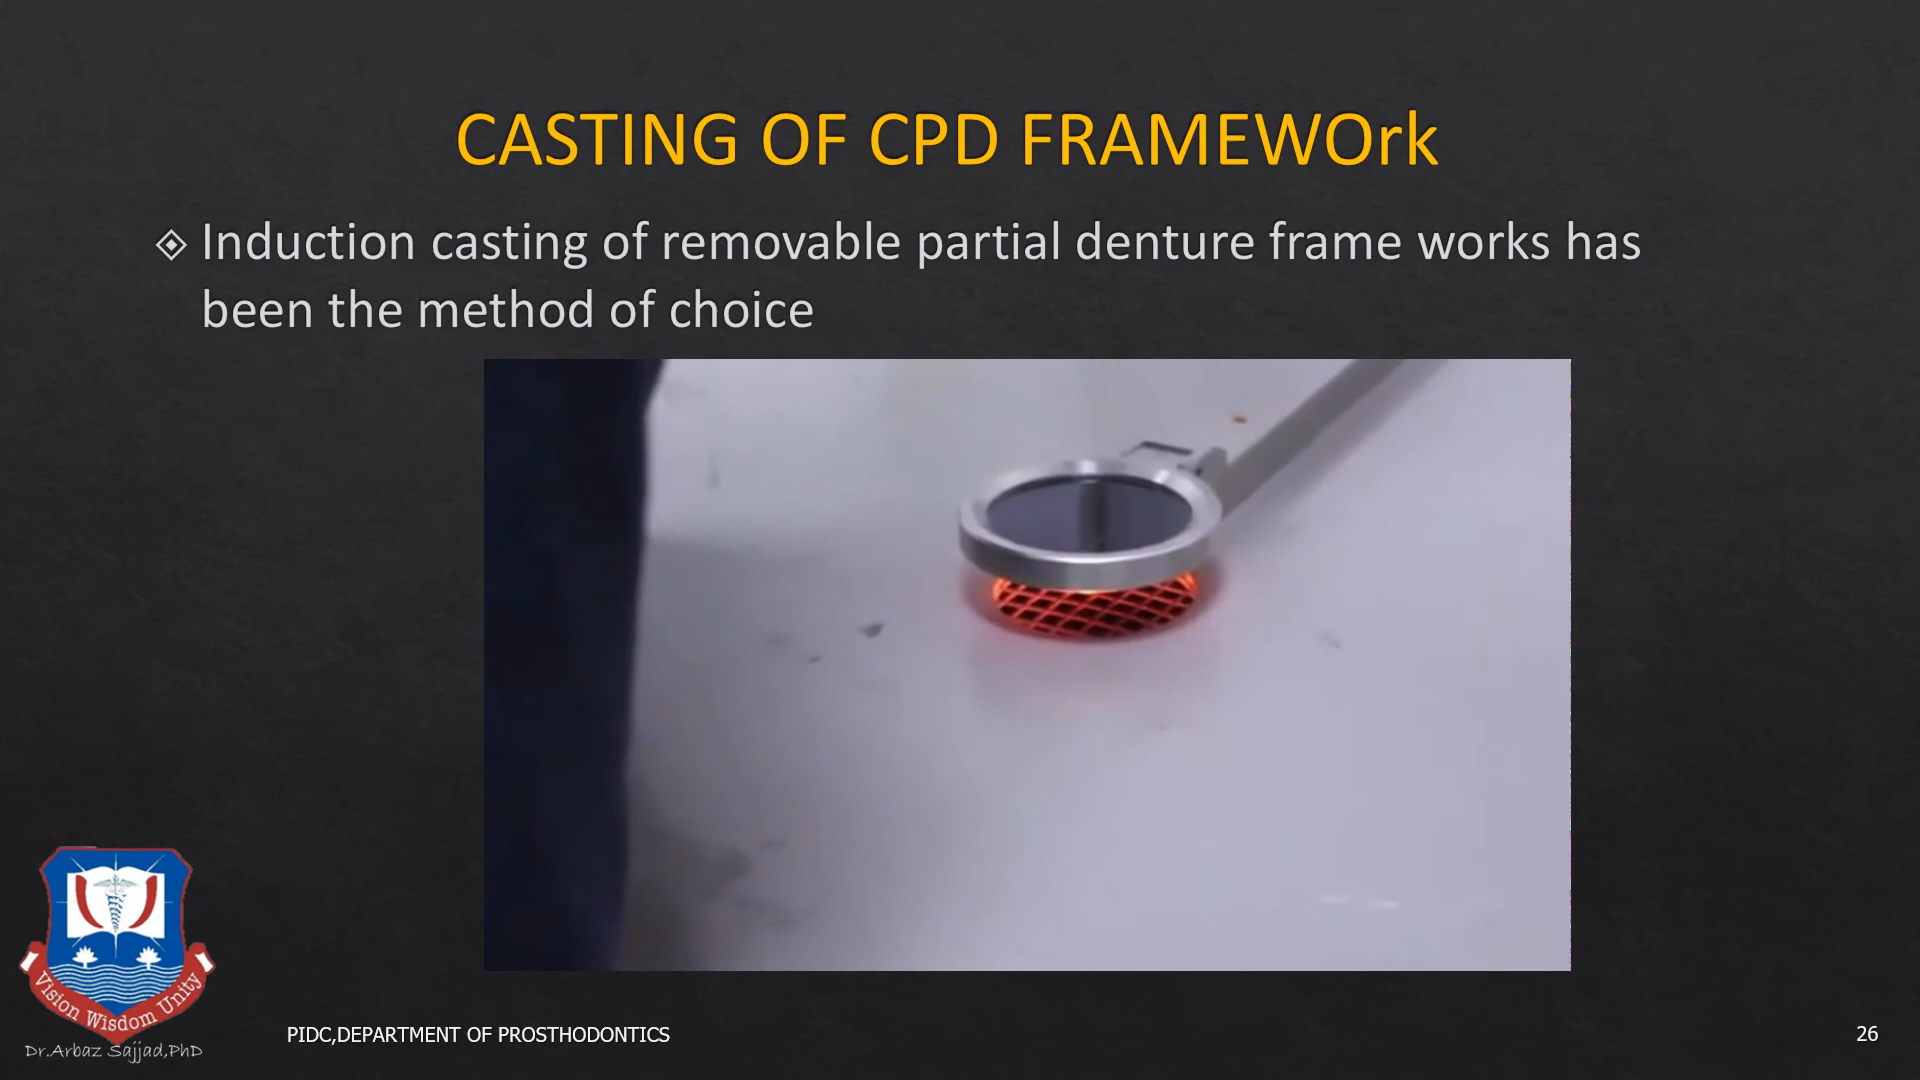 CASTING OF CPD FRAMEWOrk
Induction casting of removable partial denture frame works has
been the method of choice
Vision Wisdom Unity
Dr.Arbaz Sajjad,PhD
PIDC,DEPARTMENT OF PROSTHODONTICS
26